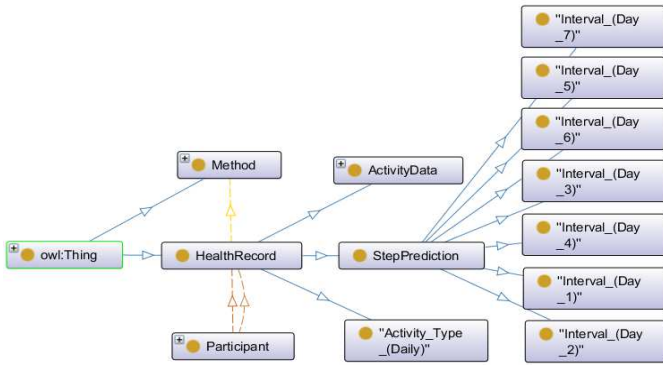 "Interval_(Day
_7)"
"Interval_(Day
_5)"
"Interval_(Day
_6)"
"Interval_(Day
_3)"
"Interval_(Day
_4)"
"Interval_(Day
_1)"
"Interval_(Day
_2)"
Method
ActivityData
owl:Thing
HealthRecord
StepPrediction
Participant
"Activity_Type
_(Daily)"